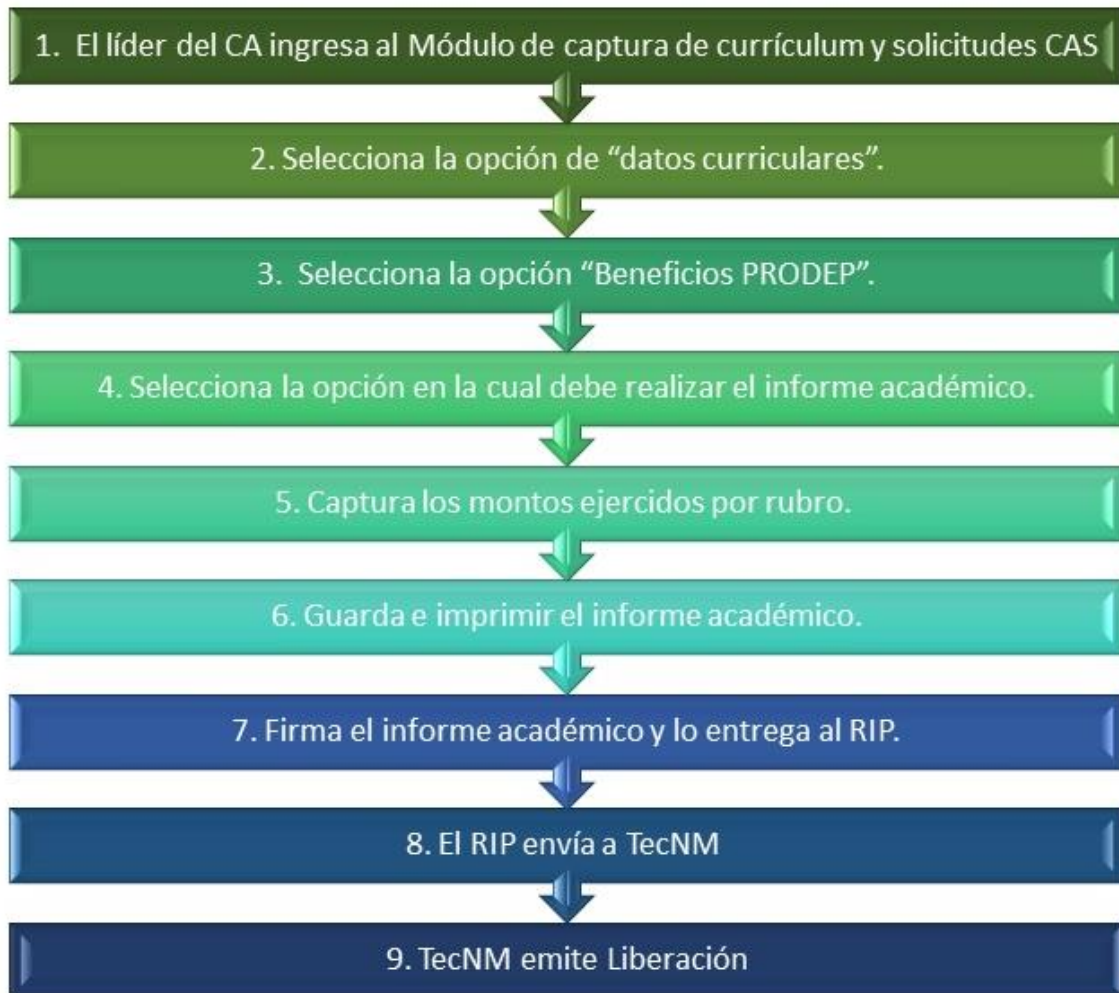 1. El líder del CA ingresa al Módulo de captura de currículum y solicitudes CAS
2. Selecciona la opción de “datos curriculares”.
3. Selecciona la opción “Beneficios PRODEP”.
4. Selecciona la opción en la cual debe realizar el informe académico.
5. Captura los montos ejercidos por rubro.
6. Guarda e imprimir el informe académico.
7. Firma el informe académico y lo entrega al RIP.
8. El RIP envía a TecNM
9. TecNM emite Liberación